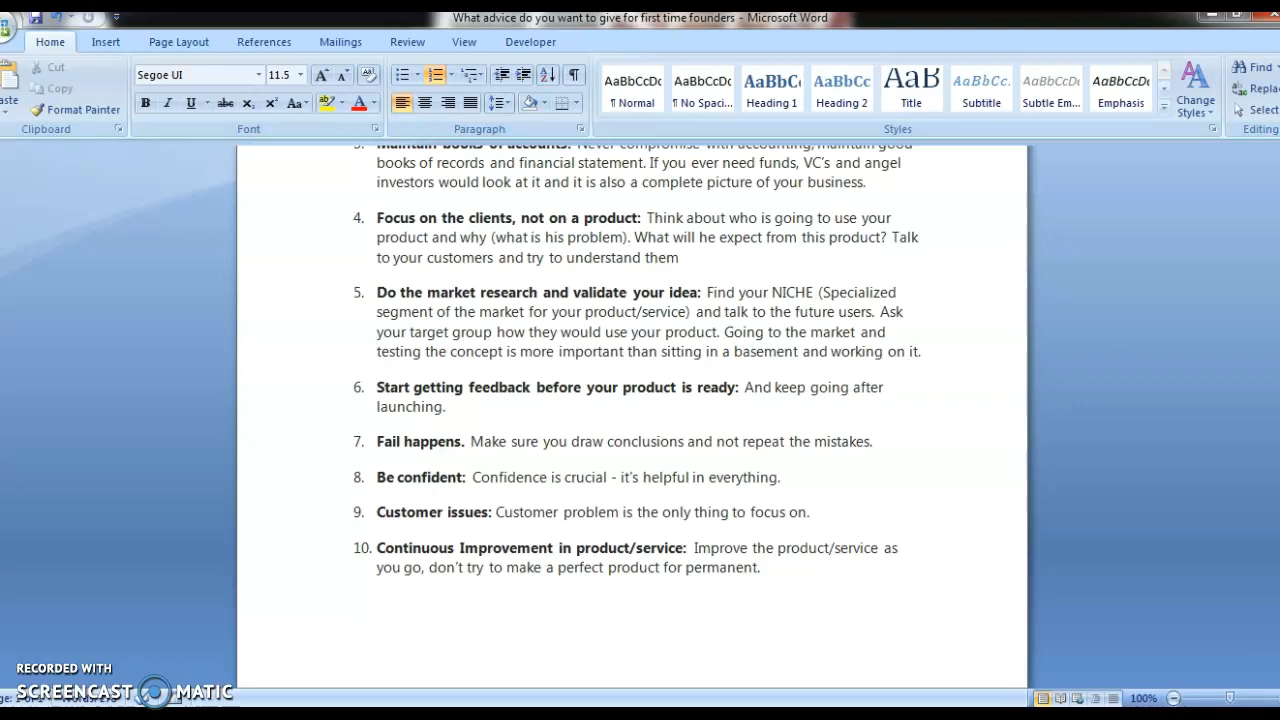 What advice do you want to give for first time founders - Microsoft Word
Home Insert Page Layout References Mailings Review View Developer
Cut
Copy
Format Painter
Clipboard
Segoe UI 11.5
Font
Paragraph
AaBbCcDc AaBbCcDc AaBbC AaBbCc AaB AaBbCc. AaBbCcDc AaBbCcDc
¶ Normal ¶ No Spaci... Heading 1 Heading 2 Title Subtitle Subtle Em... Emphasis
Change Styles
Styles
Find
Replac
Select
Editing
3. Maintain books of accounts: Never compromise with accounting, maintain good
books of records and financial statement. If you ever need funds, VC's and angel
investors would look at it and it is also a complete picture of your business.
4. Focus on the clients, not on a product: Think about who is going to use your
product and why (what is his problem). What will he expect from this product? Talk
to your customers and try to understand them
5. Do the market research and validate your idea: Find your NICHE (Specialized
segment of the market for your product/service) and talk to the future users. Ask
your target group how they would use your product. Going to the market and
testing the concept is more important than sitting in a basement and working on it.
6. Start getting feedback before your product is ready: And keep going after
launching.
7. Fail happens. Make sure you draw conclusions and not repeat the mistakes.
8. Be confident: Confidence is crucial - it's helpful in everything.
9. Customer issues: Customer problem is the only thing to focus on.
10. Continuous Improvement in product/service: Improve the product/service as
you go, don't try to make a perfect product for permanent.
RECORDED WITH
SCREENCAST MATIC
100%